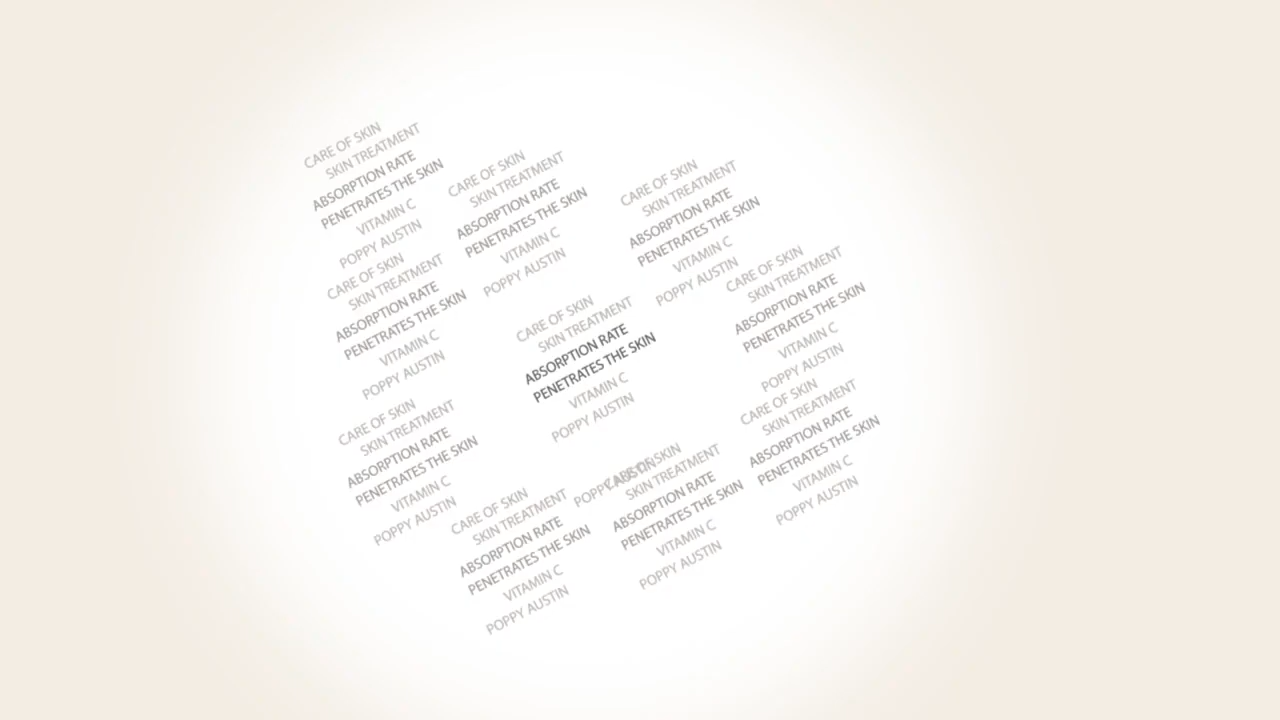 CARE OF SKIN
SKIN TREATMENT
ABSORPTION RATE
PENETRATES THE SKIN
VITAMIN C
POPPY AUSTIN
CARE OF SKIN
SKIN TREATMENT
ABSORPTION RATE
PENETRATES THE SKIN
VITAMIN C
POPPY AUSTIN
CARE OF SKIN
SKIN TREATMENT
ABSORPTION RATE
PENETRATES THE SKIN
VITAMIN C
POPPY AUSTIN
CARE OF SKIN
SKIN TREATMENT
ABSORPTION RATE
PENETRATES THE SKIN
VITAMIN C
POPPY AUSTIN
CARE OF SKIN
SKIN TREATMENT
ABSORPTION RATE
PENETRATES THE SKIN
VITAMIN C
POPPY AUSTIN
CARE OF SKIN
SKIN TREATMENT
ABSORPTION RATE
PENETRATES THE SKIN
VITAMIN C
POPPY AUSTIN
CARE OF SKIN
SKIN TREATMENT
ABSORPTION RATE
PENETRATES THE SKIN
VITAMIN C
POPPY AUSTIN
CARE OF SKIN
SKIN TREATMENT
ABSORPTION RATE
PENETRATES THE SKIN
VITAMIN C
POPPY AUSTIN
POPPY AUSTIN
CARE OF SKIN
SKIN TREATMENT
ABSORPTION RATE
PENETRATES THE SKIN
VITAMIN C
POPPY AUSTIN
CARE OF SKIN
SKIN TREATMENT
ABSORPTION RATE
PENETRATES THE SKIN
VITAMIN C
POPPY AUSTIN